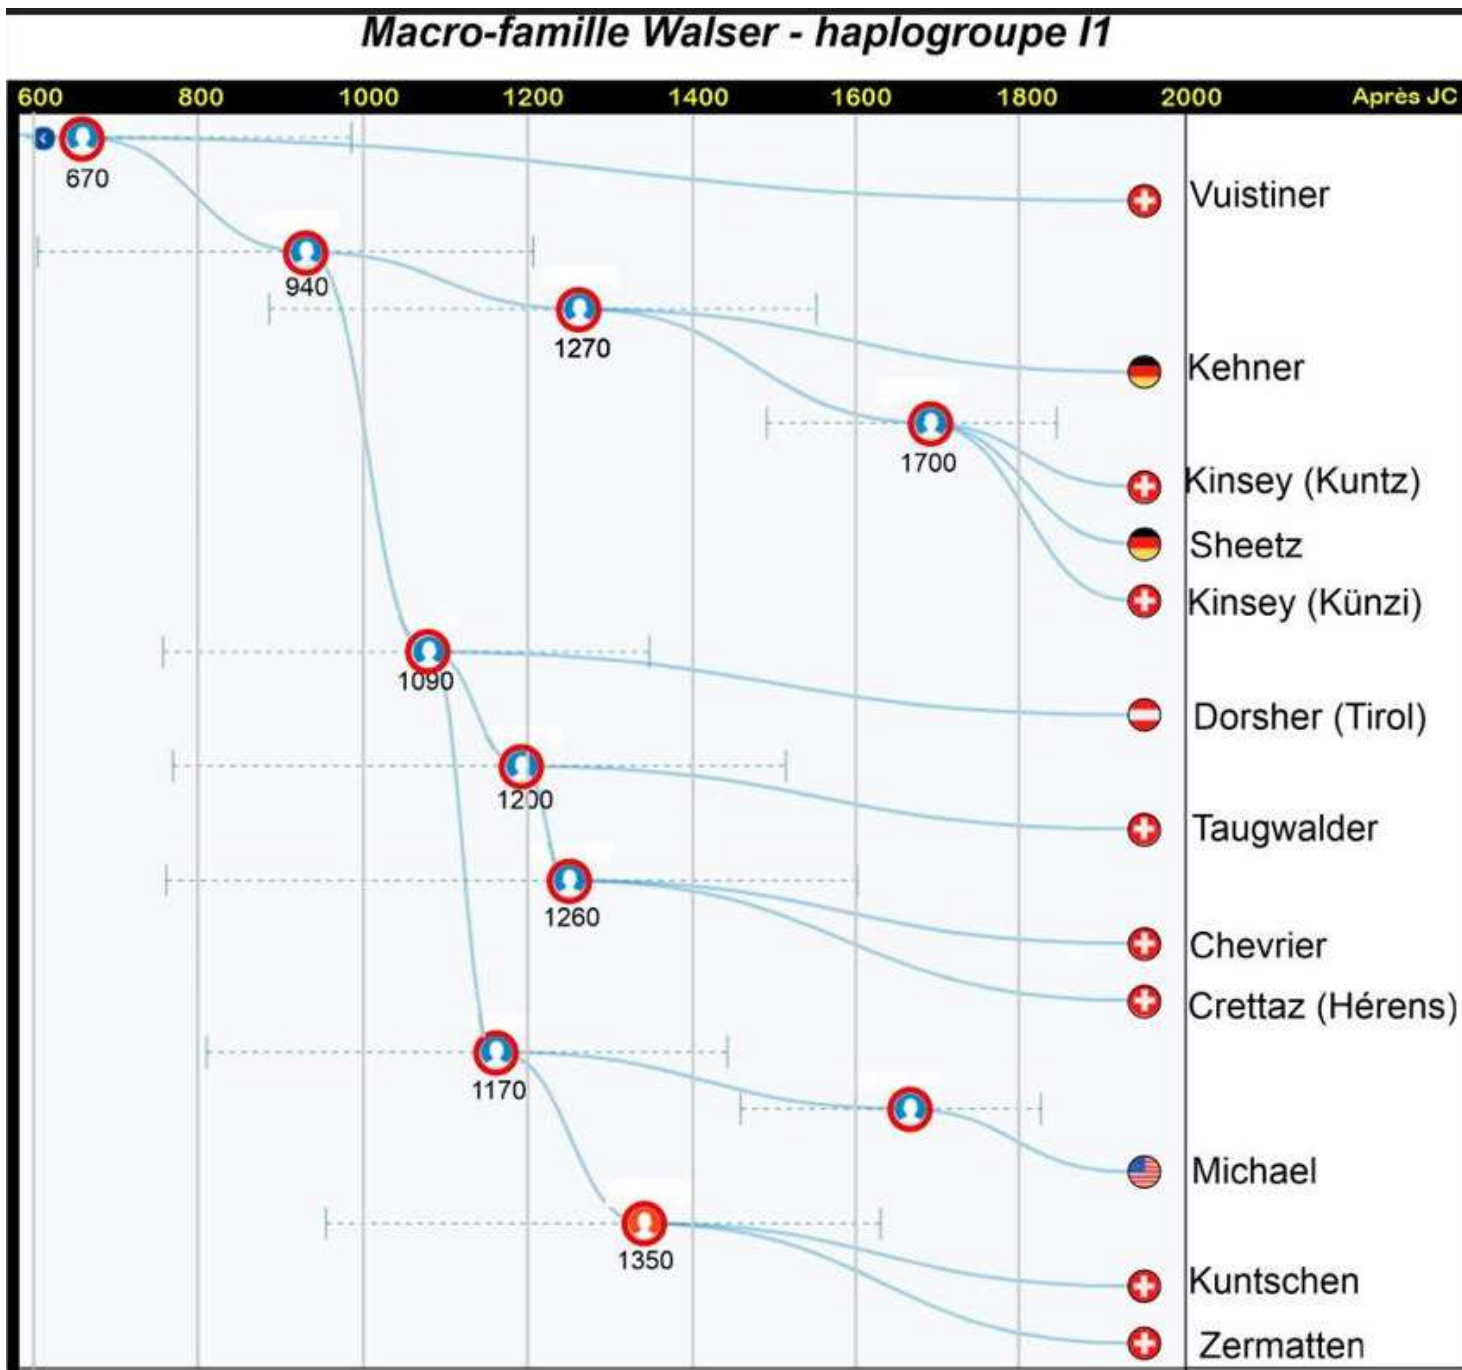 Macro-famille Walser - haplogroupe I1
600 800 1000 1200 1400 1600 1800 2000 Après JC
670
Vuistiner
940
1270
Kehner
1700
Kinsey (Kuntz)
Sheetz
Kinsey (Künzi)
1090
Dorsher (Tirol)
1200
Taugwalder
1260
Chevrier
Crettaz (Hérens)
1170
Michael
1350
Kuntschen
Zermatten